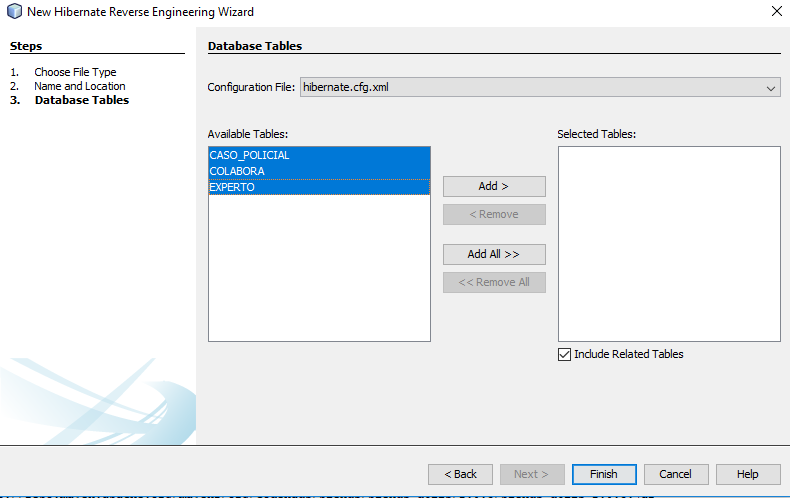 New Hibernate Reverse Engineering Wizard
Steps
1. Choose File Type
2. Name and Location
3. Database Tables
Database Tables
Configuration File: hibernate.cfg.xml
Available Tables:
CASO_POLICIAL
COLABORA
EXPERTO
Add >
< Remove
Add All >>
<< Remove All
Selected Tables:
Include Related Tables
< Back
Next >
Finish
Cancel
Help